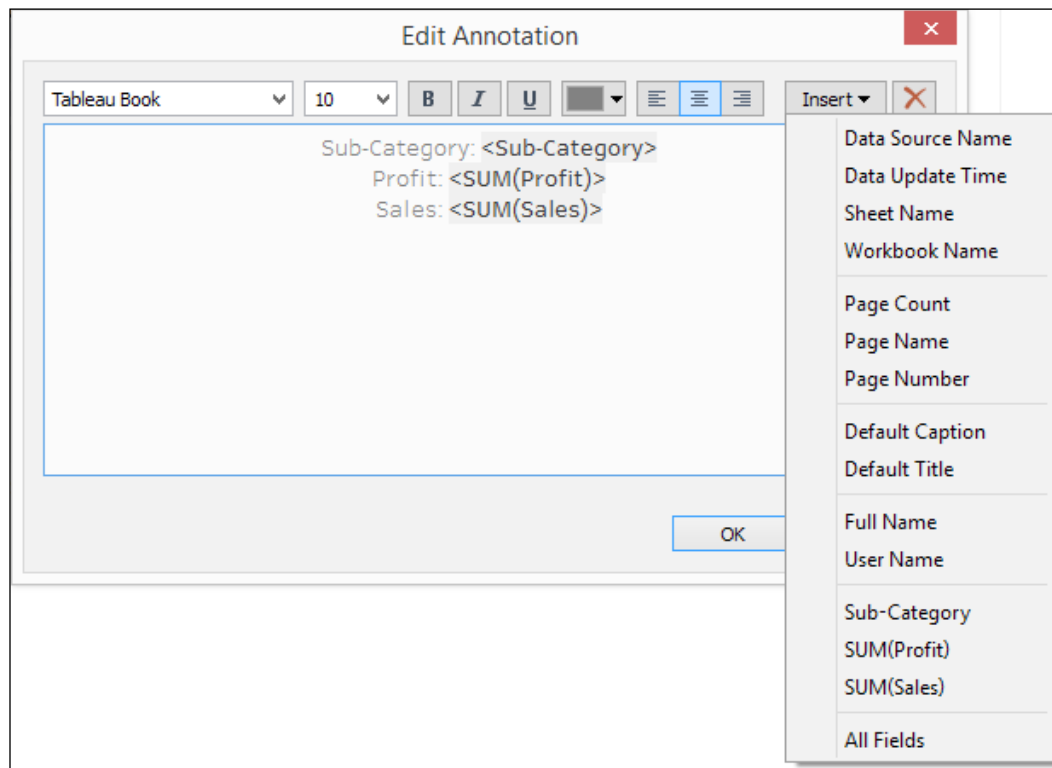 Edit Annotation
Tableau Book 10 B I U Insert
Sub-Category: <Sub-Category>
Profit: <SUM(Profit)>
Sales: <SUM(Sales)>
OK
Data Source Name
Data Update Time
Sheet Name
Workbook Name
Page Count
Page Name
Page Number
Default Caption
Default Title
Full Name
User Name
Sub-Category
SUM(Profit)
SUM(Sales)
All Fields